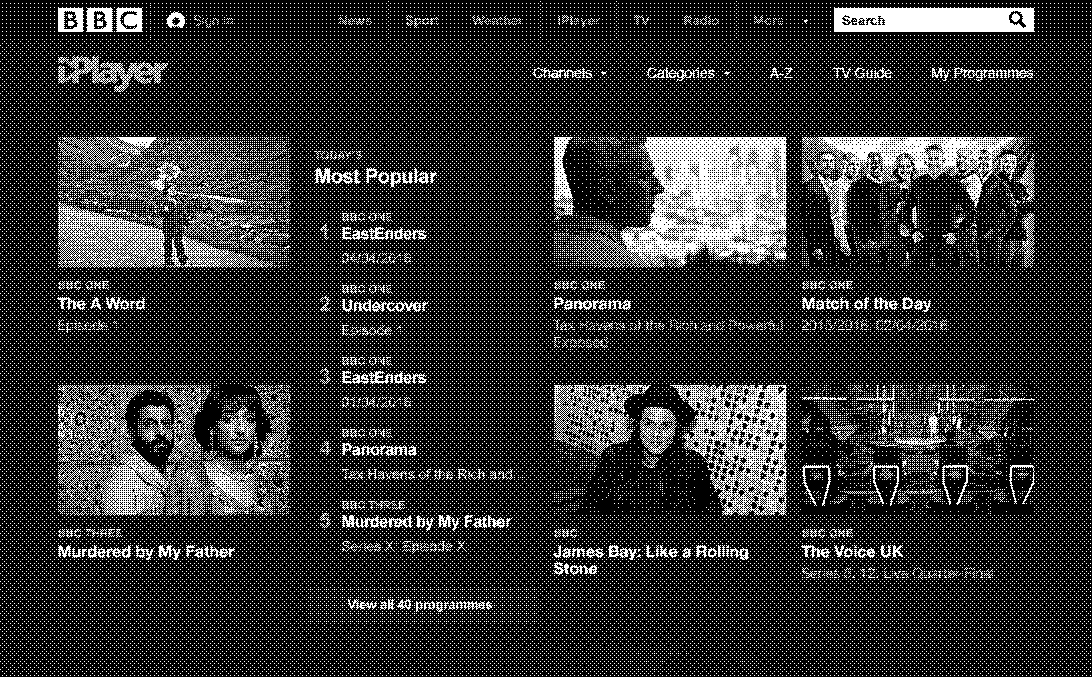 BBC Sign in News Sport Weather iPlayer TV Radio More Search
iPlayer Channels Categories A-Z TV Guide My Programmes
BBC ONE
The A Word
Episode
BBC THREE
Murdered by My Father
TODAY'S
Most Popular
BBC ONE
1 EastEnders
04/04/2016
BBC ONE
2 Undercover
Episode 1
BBC ONE
3 EastEnders
01/04/2016
BBC ONE
4 Panorama
Tax Havens of the Rich and
BBC THREE
5 Murdered by My Father
Series X: Episode X
View all 40 programmes
BBC ONE
Panorama
Tax Havens of the Rich and Powerful
Exposed
BBC ONE
Match of the Day
2015/2016, 02/04/2016
BBC
James Bay: Like a Rolling
Stone
BBC ONE
The Voice UK
Series 5, 12. Live Quarter-Final